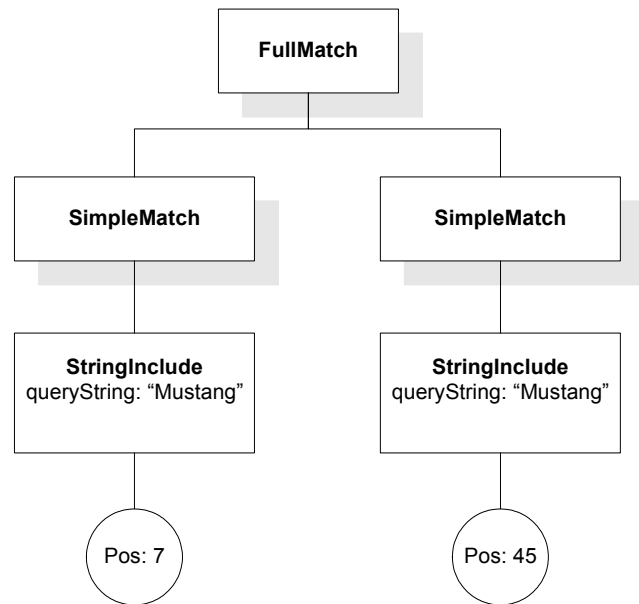 FullMatch
SimpleMatch
SimpleMatch
StringInclude
queryString: “Mustang”
StringInclude
queryString: “Mustang”
Pos: 7
Pos: 45